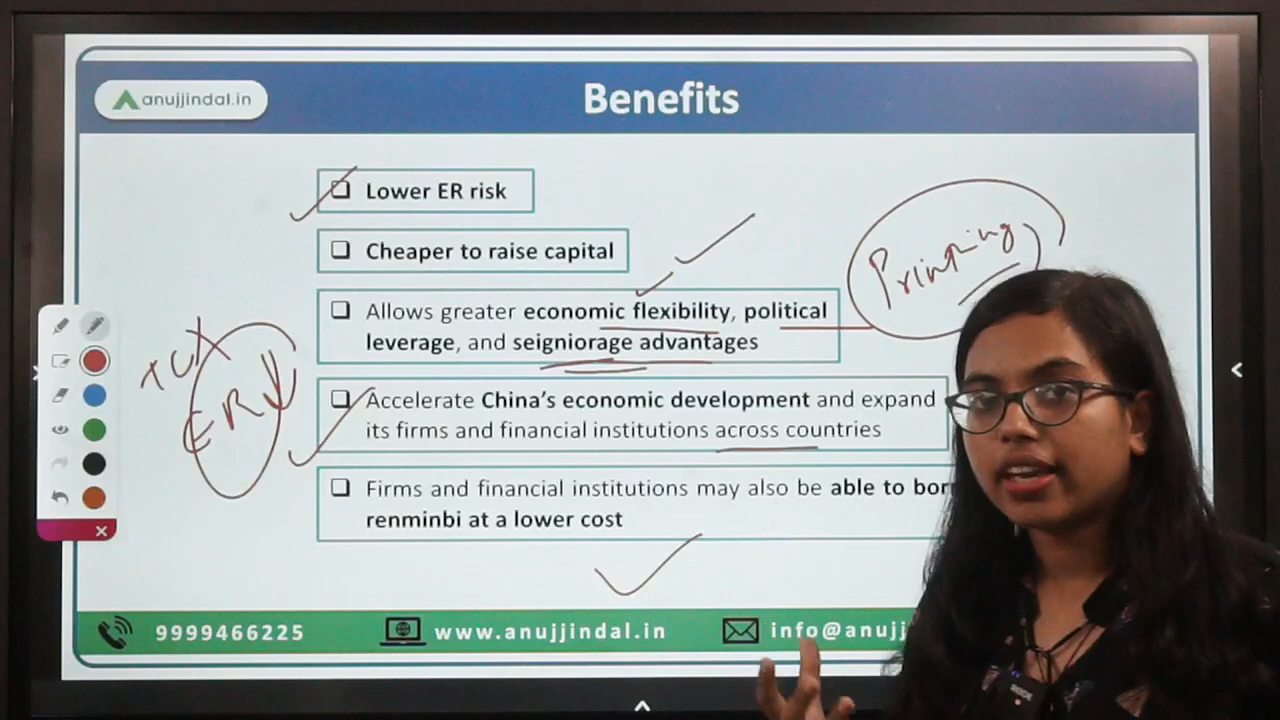 anujjindal.in
Benefits
Lower ER risk
Cheaper to raise capital
Allows greater economic flexibility, political
leverage, and seigniorage advantages
Accelerate China's economic development and expand
its firms and financial institutions across countries
Firms and financial institutions may also be able to
renminbi at a lower cost
Printing
ER
9999466225
www.anujjindal.in
info@anujj